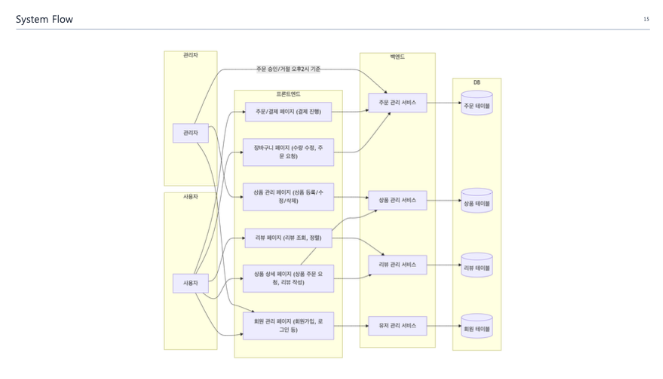 System Flow
15
관리자
백엔드
주문 승인/거절 오후2시 기준
DB
프론트엔드
주문/결제 페이지 (결제 진행)
주문 관리 서비스
주문 테이블
관리자
장바구니 페이지 (수량 수정, 주
문 요청)
상품 관리 페이지 (상품 등록/수
정/삭제)
상품 관리 서비스
상품 테이블
사용자
리뷰 페이지 (리뷰 조회, 정렬)
리뷰 관리 서비스
리뷰 테이블
사용자
상품 상세 페이지 (상품 주문 요
청, 리뷰 작성)
회원 관리 페이지 (회원가입, 로
그인 등)
유저 관리 서비스
회원 테이블